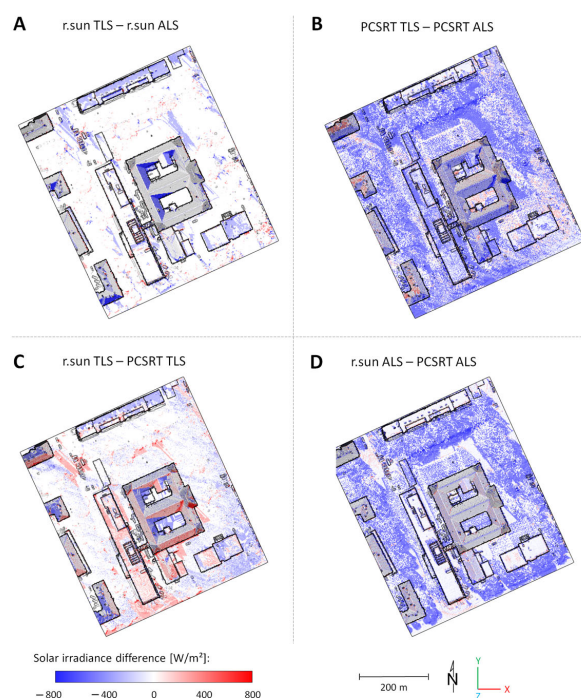 A r.sun TLS – r.sun ALS
B PCSRT TLS – PCSRT ALS
C r.sun TLS – PCSRT TLS
D r.sun ALS – PCSRT ALS
Solar irradiance difference [W/m²]:
−800 −400 0 400 800
200 m
N
Y
X
Z